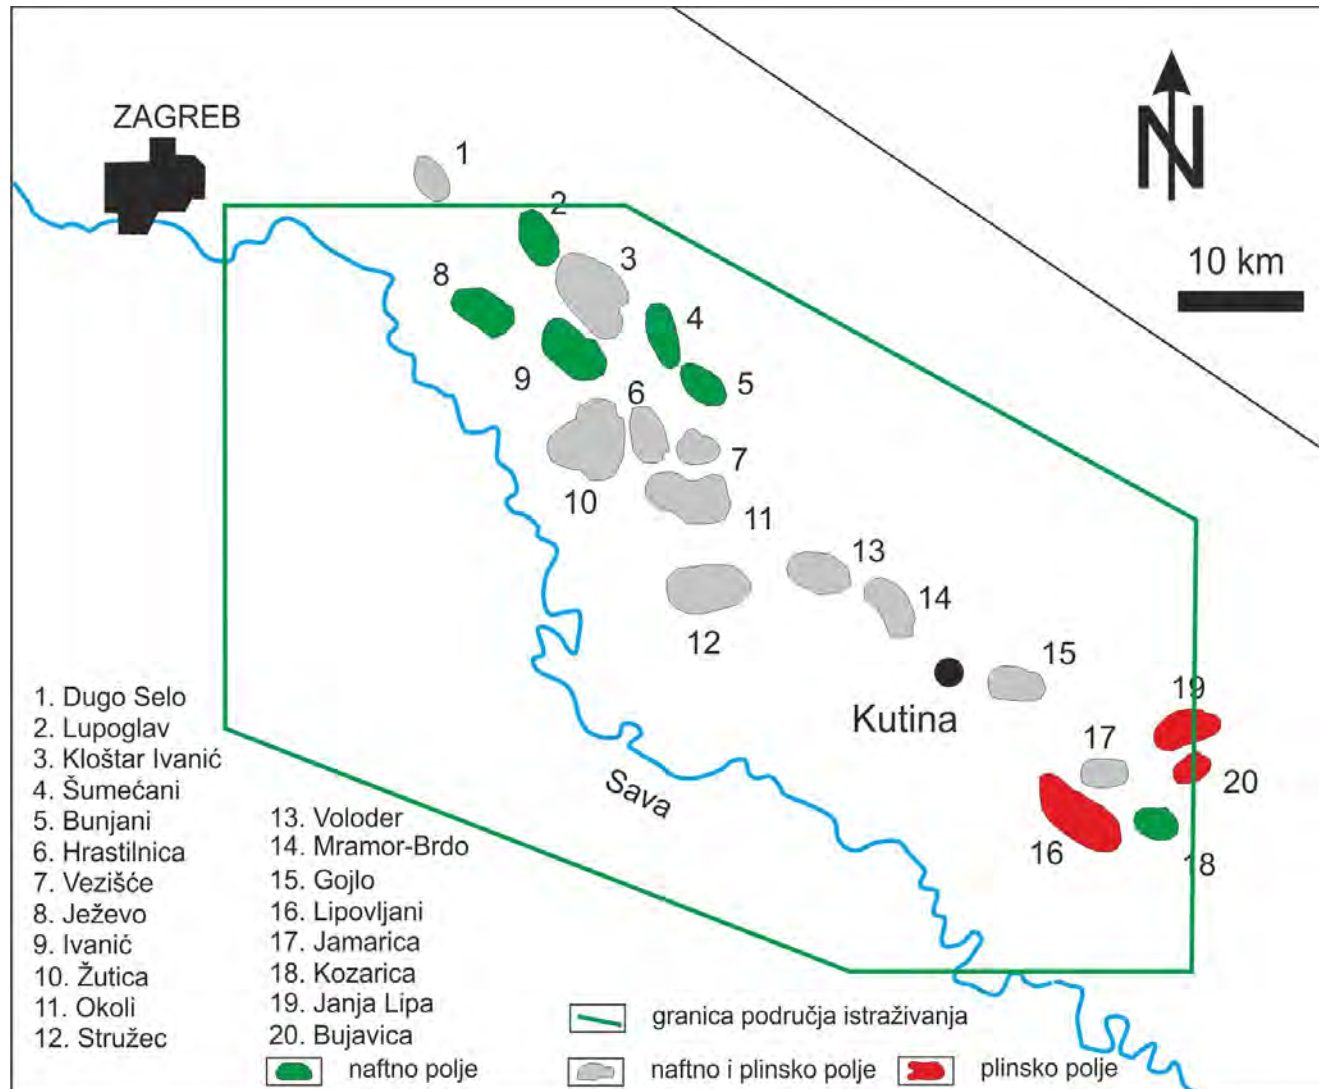 ZAGREB
N
10 km
1
2
3
8
4
9
5
6
7
10
11
13
14
12
15
Kutina
19
17
20
16
18
Sava
1. Dugo Selo
2. Lupoglav
3. Kloštar Ivanić
4. Šumećani
5. Bunjani
6. Hrastilnica
7. Vezišće
8. Ježevo
9. Ivanić
10. Žutica
11. Okoli
12. Stružec
13. Voloder
14. Mramor-Brdo
15. Gojlo
16. Lipovljani
17. Jamarica
18. Kozarica
19. Janja Lipa
20. Bujavica
granica područja istraživanja
naftno polje
naftno i plinsko polje
plinsko polje